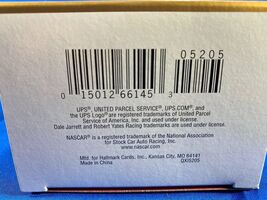 05205
0 15012 66145 3
UPS®, UNITED PARCEL SERVICE®, UPS.COM®, and
the UPS Logo® are registered trademarks of United Parcel
Service of America, Inc. and used under license.
Dale Jarrett and Robert Yates Racing trademarks are used under license.
NASCAR® is a registered trademark of the National Association
for Stock Car Auto Racing, Inc.
www.nascar.com
Mfd. for Hallmark Cards, Inc., Kansas City, MO 64141
Made in China
QXI5205